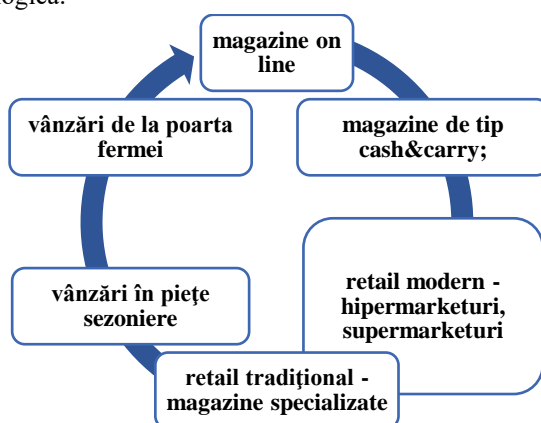 magazine on
line
magazine de tip
cash&carry;
retail modern -
hipermarketuri,
supermarketuri
retail tradiţional -
magazine specializate
vânzări în pieţe
sezoniere
vânzări de la poarta
fermei